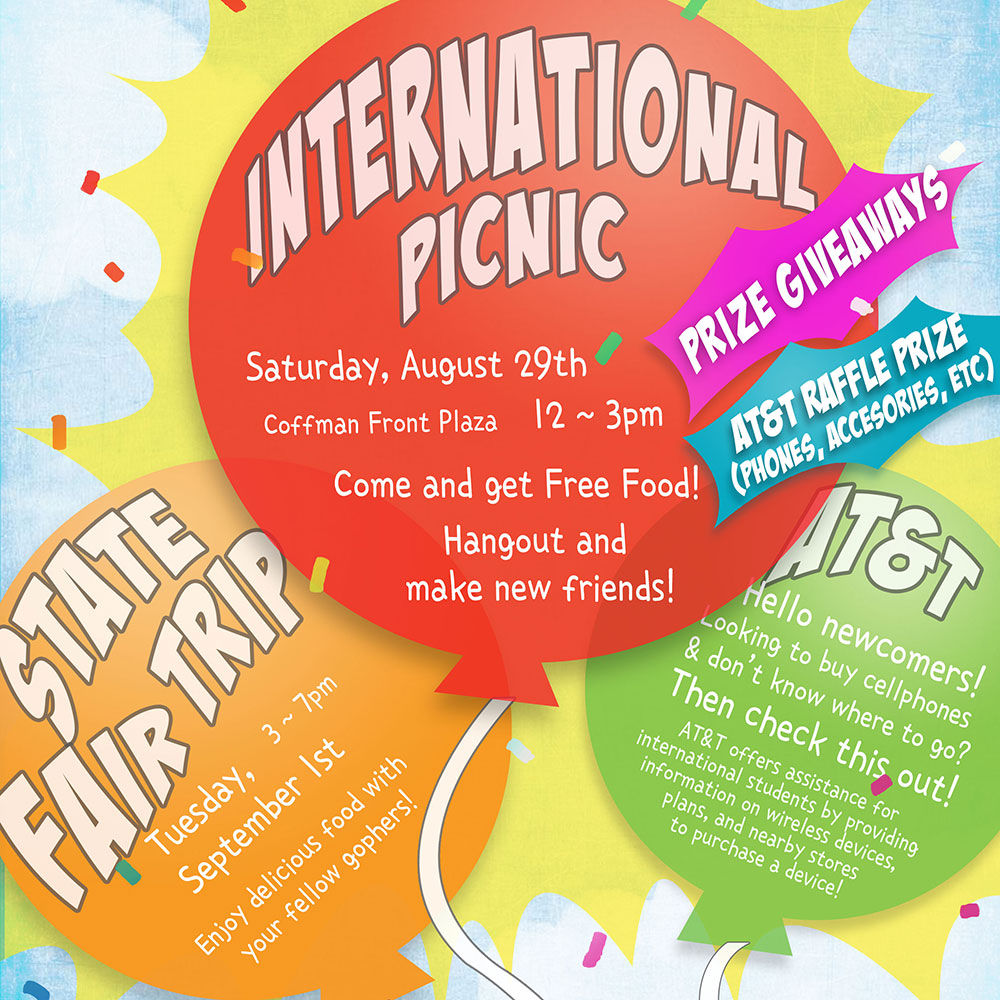 INTERNATIONAL
PICNIC
Saturday, August 29th
Coffman Front Plaza 12 ~ 3pm
Come and get Free Food!
Hangout and
make new friends!
PRIZE GIVEAWAYS
AT&T RAFFLE PRIZE
(PHONES, ACCESORIES, ETC)
STATE
FAIR TRIP
3 ~ 7pm
Tuesday,
September 1st
Enjoy delicious food with
your fellow gophers!
AT&T
Hello newcomers!
Looking to buy cellphones
& don't know where to go?
Then check this out!
AT&T offers assistance for
international students by providing
information on wireless devices,
plans, and nearby stores
to purchase a device!